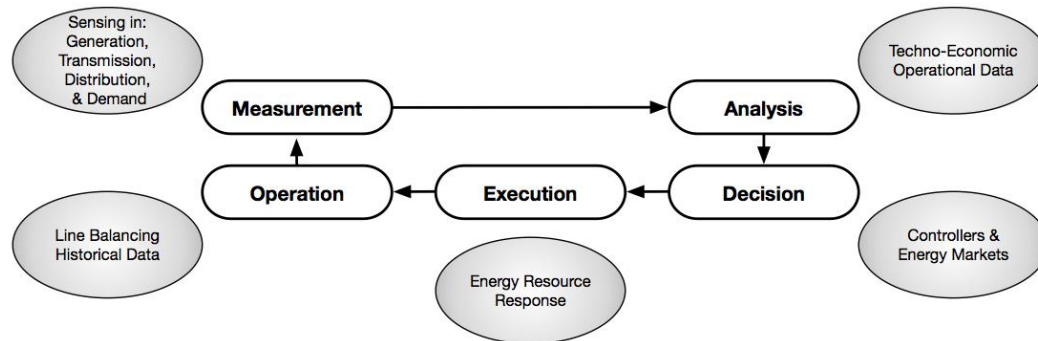 Sensing in:
Generation,
Transmission,
Distribution,
& Demand
Techno-Economic
Operational Data
Measurement
Analysis
Operation
Execution
Decision
Line Balancing
Historical Data
Energy Resource
Response
Controllers &
Energy Markets